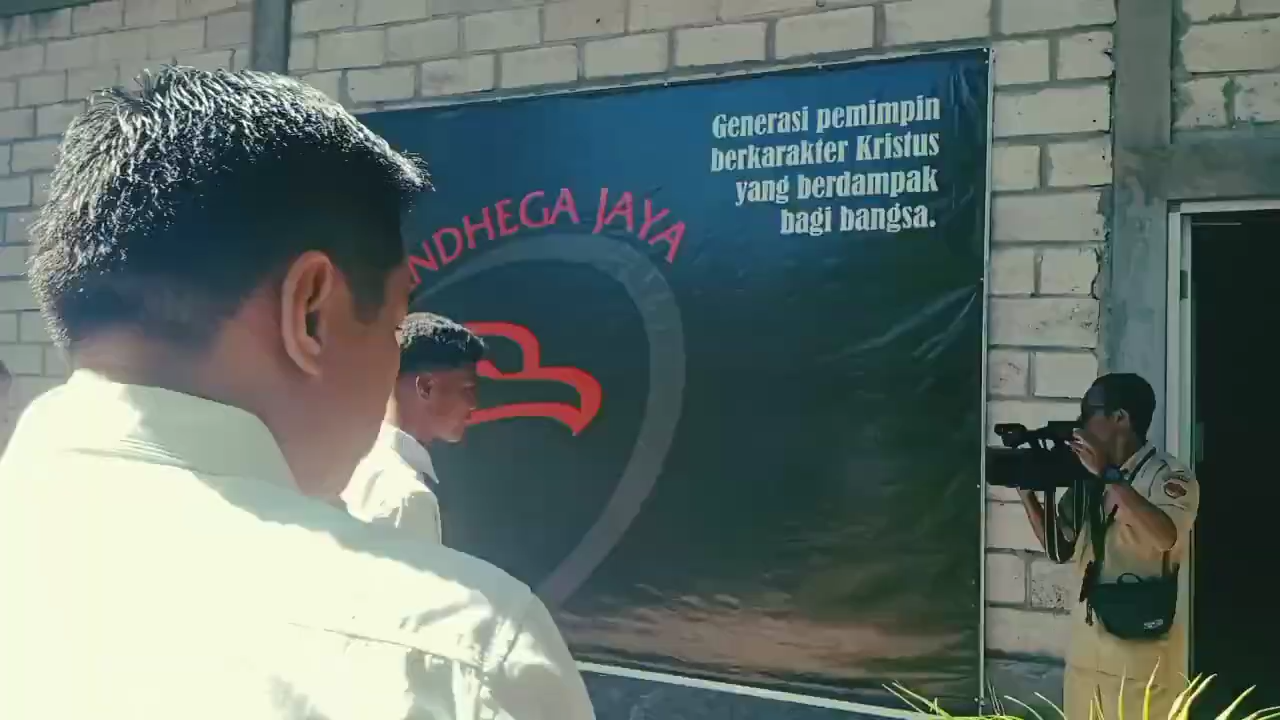 Generasi pemimpin
berkarakter Kristus
yang berdampak
bagi bangsa.
NDHEGA JAYA